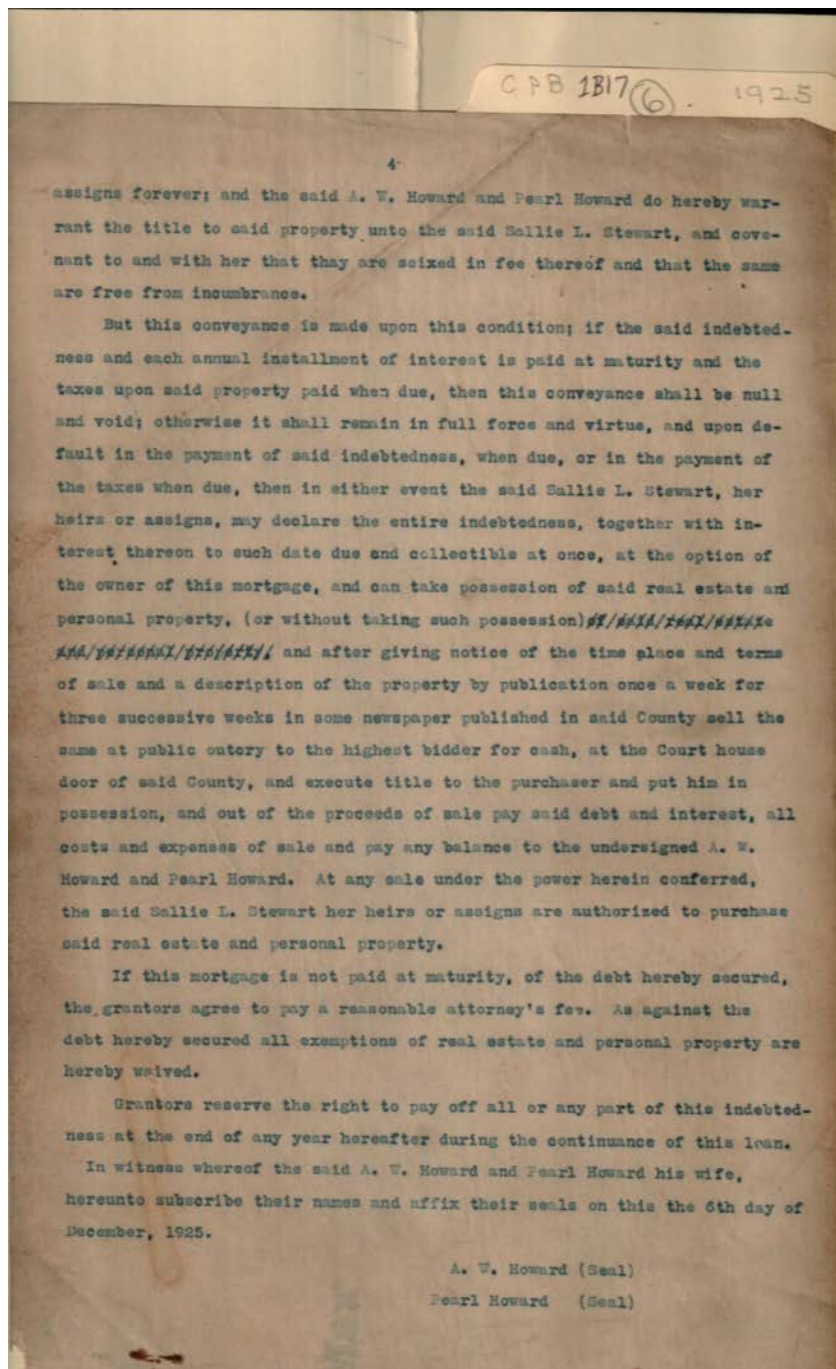 CPB 1B17 6. 1925
4
assigns forever; and the said A. W. Howard and Pearl Howard do hereby war-
rant the title to said property unto the said Sallie L. Stewart, and cove-
nant to and with her that thay are seixed in fee thereof and that the same
are free from incumbrance.
But this conveyance is made upon this condition; if the said indebted-
ness and each annual installment of interest is paid at maturity and the
taxes upon said property paid when due, then this conveyance shall be null
and void; otherwise it shall remain in full force and virtue, and upon de-
fault in the payment of said indebtedness, when due, or in the payment of
the taxes when due, then in either event the said Sallie L. Stewart, her
heirs or assigns, may declare the entire indebtedness, together with in-
terest thereon to such date due and collectible at once, at the option of
the owner of this mortgage, and can take possession of said real estate and
personal property, (or without taking such possession)
and after giving notice of the time place and terms
of sale and a description of the property by publication once a week for
three successive weeks in some newspaper published in said County sell the
same at public outcry to the highest bidder for cash, at the Court house
door of said County, and execute title to the purchaser and put him in
possession, and out of the proceeds of sale pay said debt and interest, all
costs and expenses of sale and pay any balance to the undersigned A. W.
Howard and Pearl Howard. At any sale under the power herein conferred,
the said Sallie L. Stewart her heirs or assigns are authorized to purchase
said real estate and personal property.
If this mortgage is not paid at maturity, of the debt hereby secured,
the grantors agree to pay a reasonable attorney's fee. As against the
debt hereby secured all exemptions of real estate and personal property are
hereby waived.
Grantors reserve the right to pay off all or any part of this indebted-
ness at the end of any year hereafter during the continuance of this loan.
In witness whereof the said A. W. Howard and Pearl Howard his wife,
hereunto subscribe their names and affix their seals on this the 6th day of
December, 1925.
A. W. Howard (Seal)
Pearl Howard (Seal)